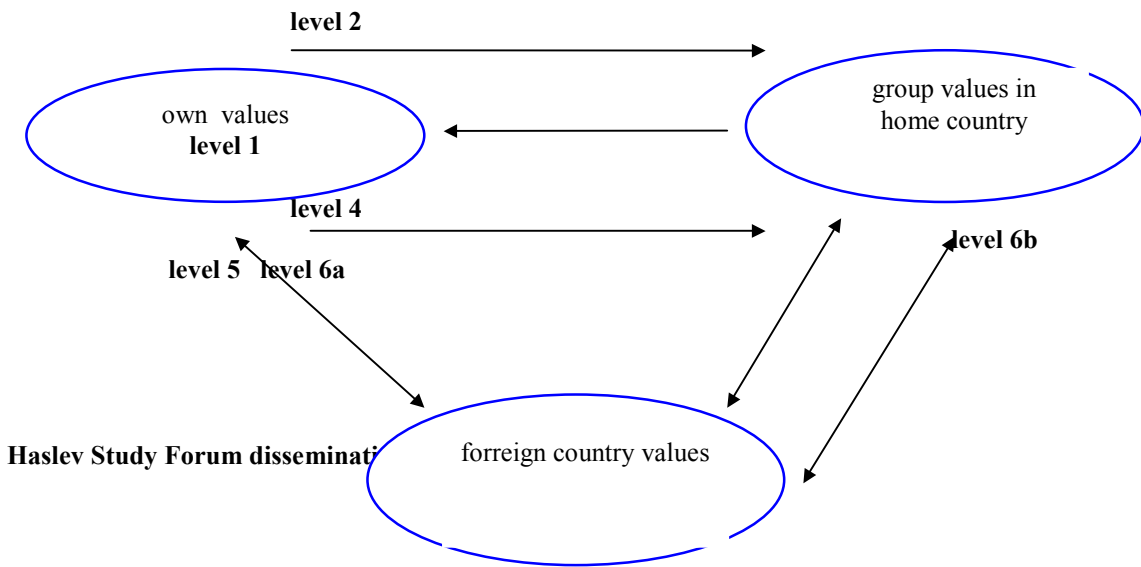 level 2
own values
level 1
group values in
home country
level 4
level 5 level 6a
level 6b
Haslev Study Forum
forreign country values